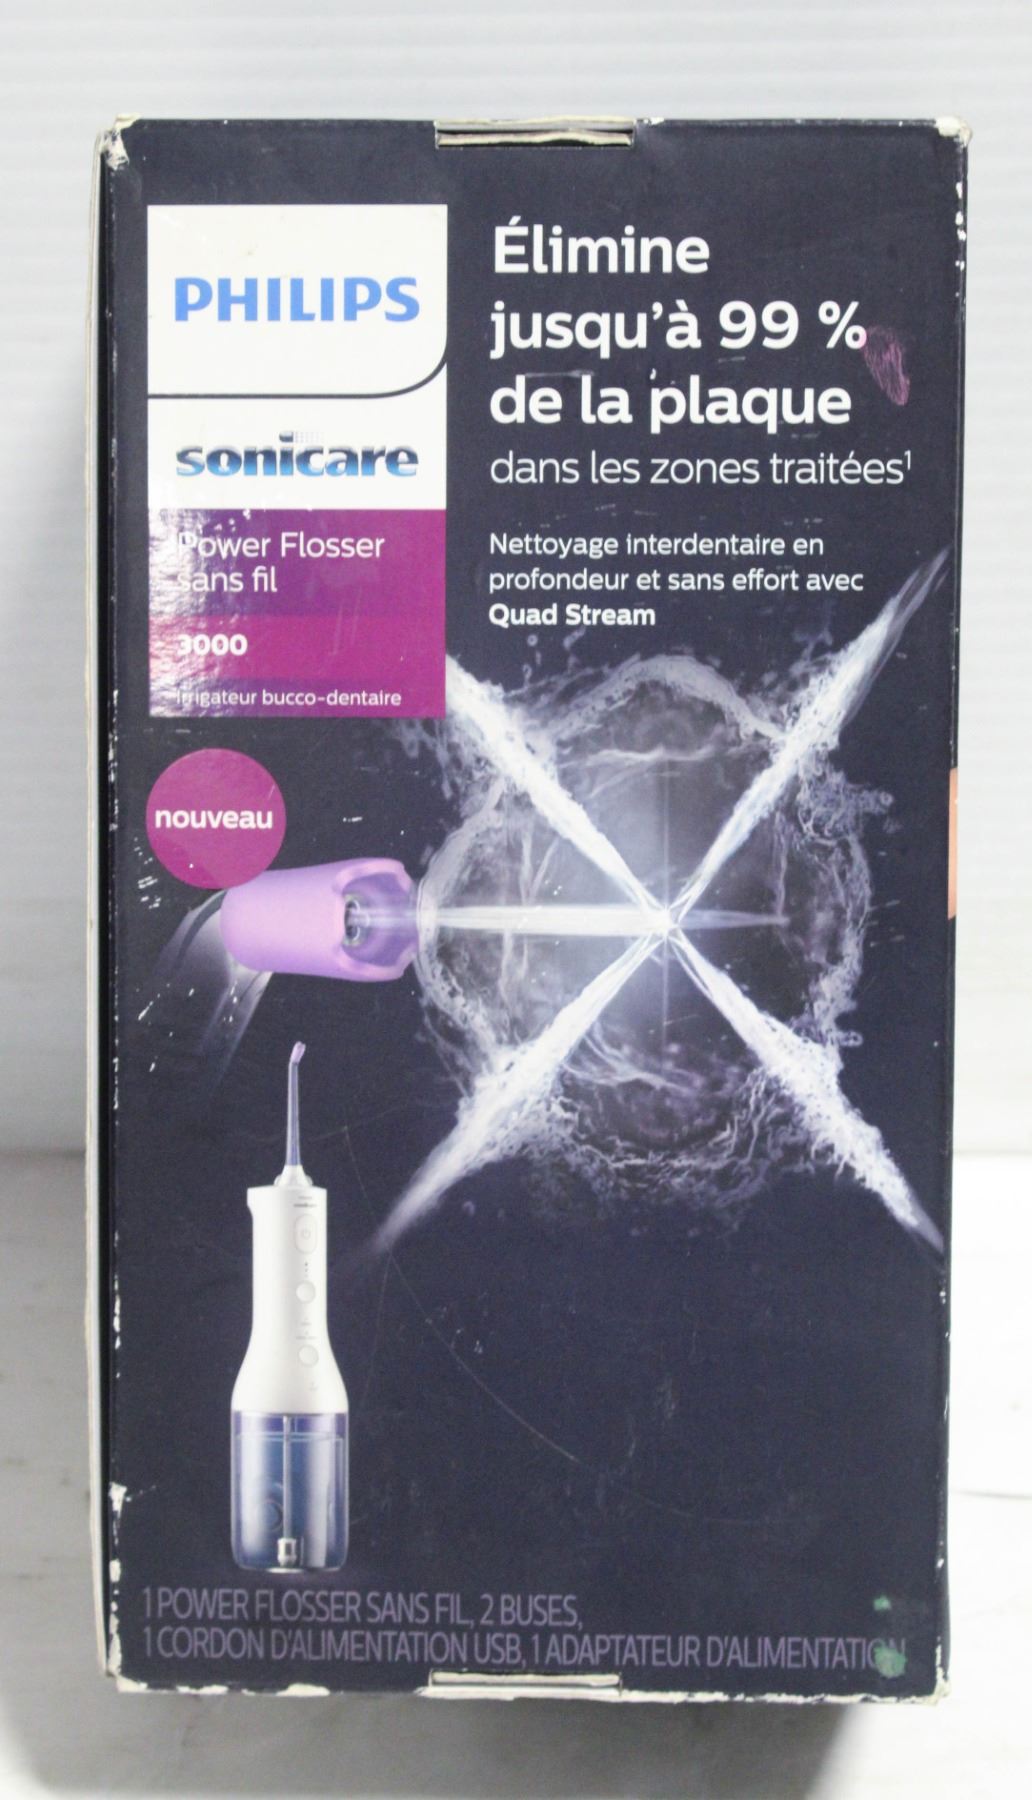 PHILIPS
sonicare
Power Flosser
sans fil
3000
Irrigateur bucco-dentaire
Élimine
jusqu'à 99 %
de la plaque
dans les zones traitées¹
Nettoyage interdentaire en
profondeur et sans effort avec
Quad Stream
nouveau
1 POWER FLOSSER SANS FIL, 2 BUSES,
1 CORDON D'ALIMENTATION USB, 1 ADAPTATEUR D'ALIMENTATION